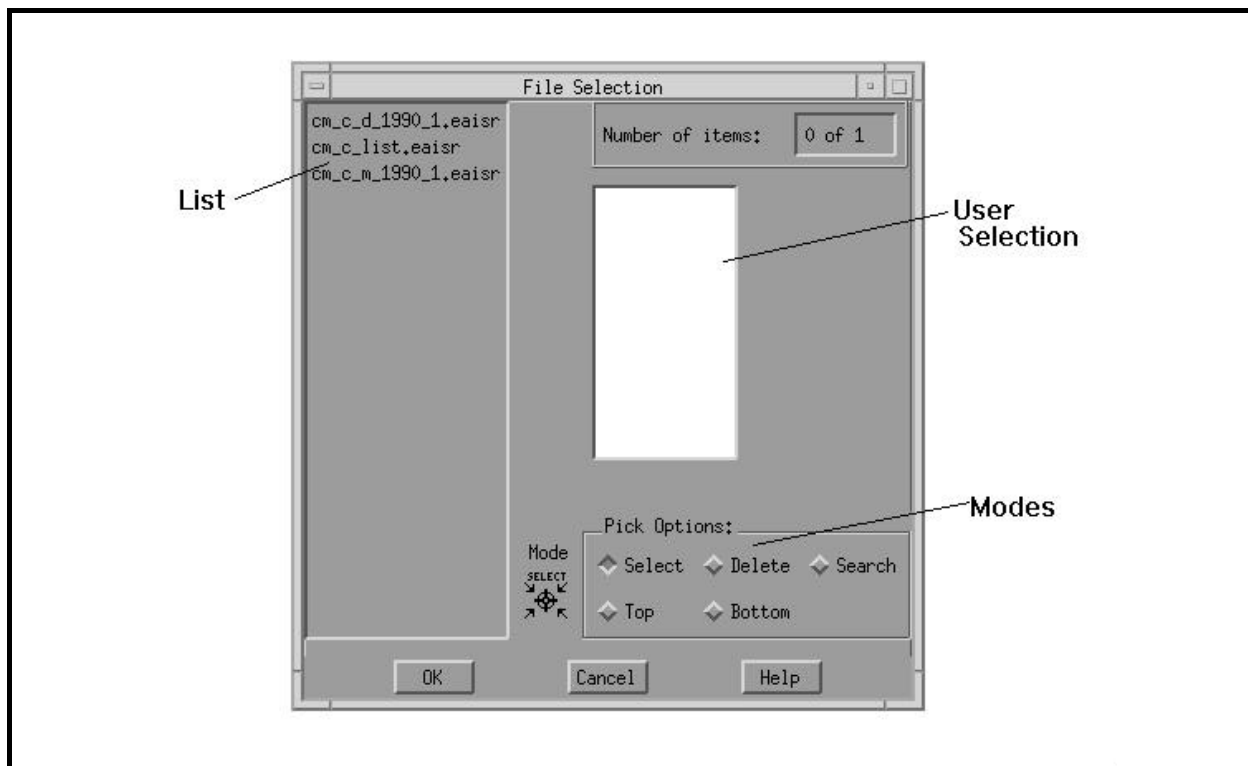 File Selection
cm_c_d_1990_1.eaisr
cm_c_list.eaisr
cm_c_m_1990_1.eaisr
List
Number of items: 0 of 1
User
Selection
Modes
Pick Options:
Mode
SELECT
Select Delete Search
Top Bottom
OK Cancel Help